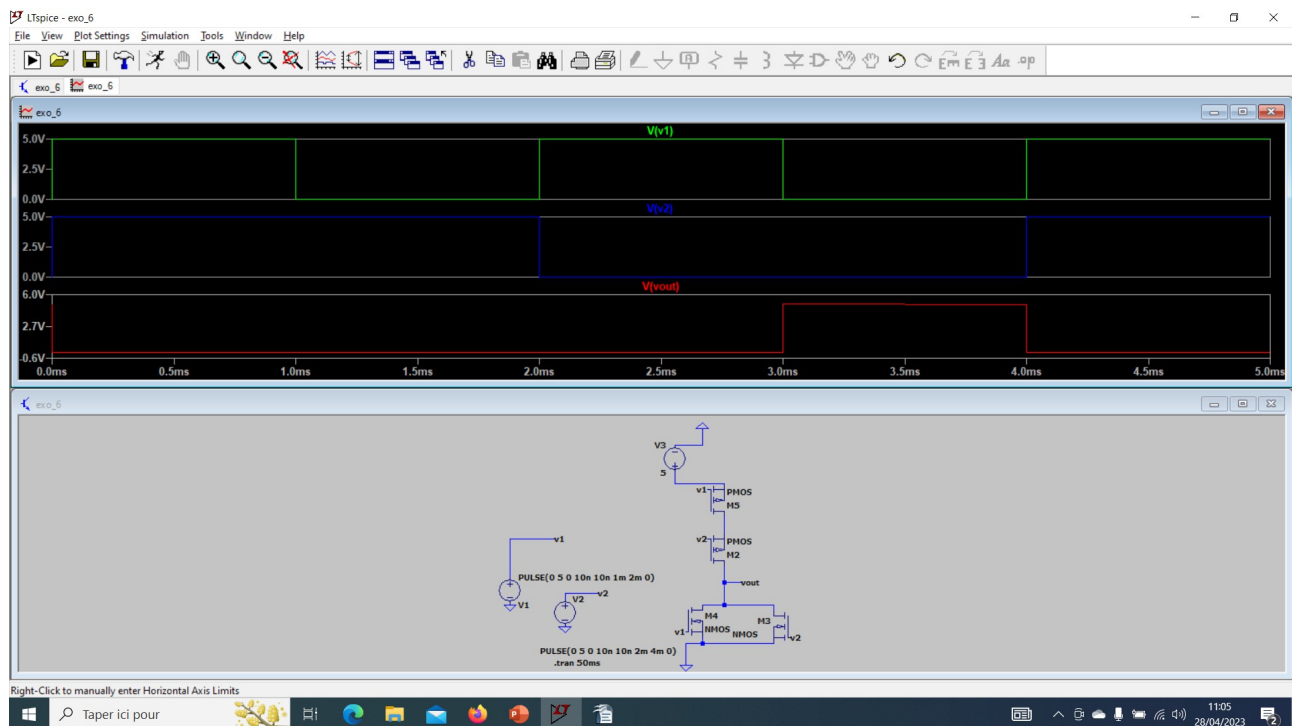 LTspice - exo_6
File View Plot Settings Simulation Tools Window Help
exo_6 exo_6
exo_6
V(v1)
5.0V
2.5V
0.0V
V(v2)
5.0V
2.5V
0.0V
V(vout)
6.0V
2.7V
-0.6V
0.0ms 0.5ms 1.0ms 1.5ms 2.0ms 2.5ms 3.0ms 3.5ms 4.0ms 4.5ms 5.0ms
exo_6
V3
5
v1 PMOS
M5
v2 PMOS
M2
v1
PULSE(0 5 0 10n 10n 1m 2m 0)
V1
V2 v2
vout
M4 M3
v1 NMOS NMOS v2
PULSE(0 5 0 10n 10n 2m 4m 0)
.tran 50ms
Right-Click to manually enter Horizontal Axis Limits
Taper ici pour
11:05
28/04/2023
2